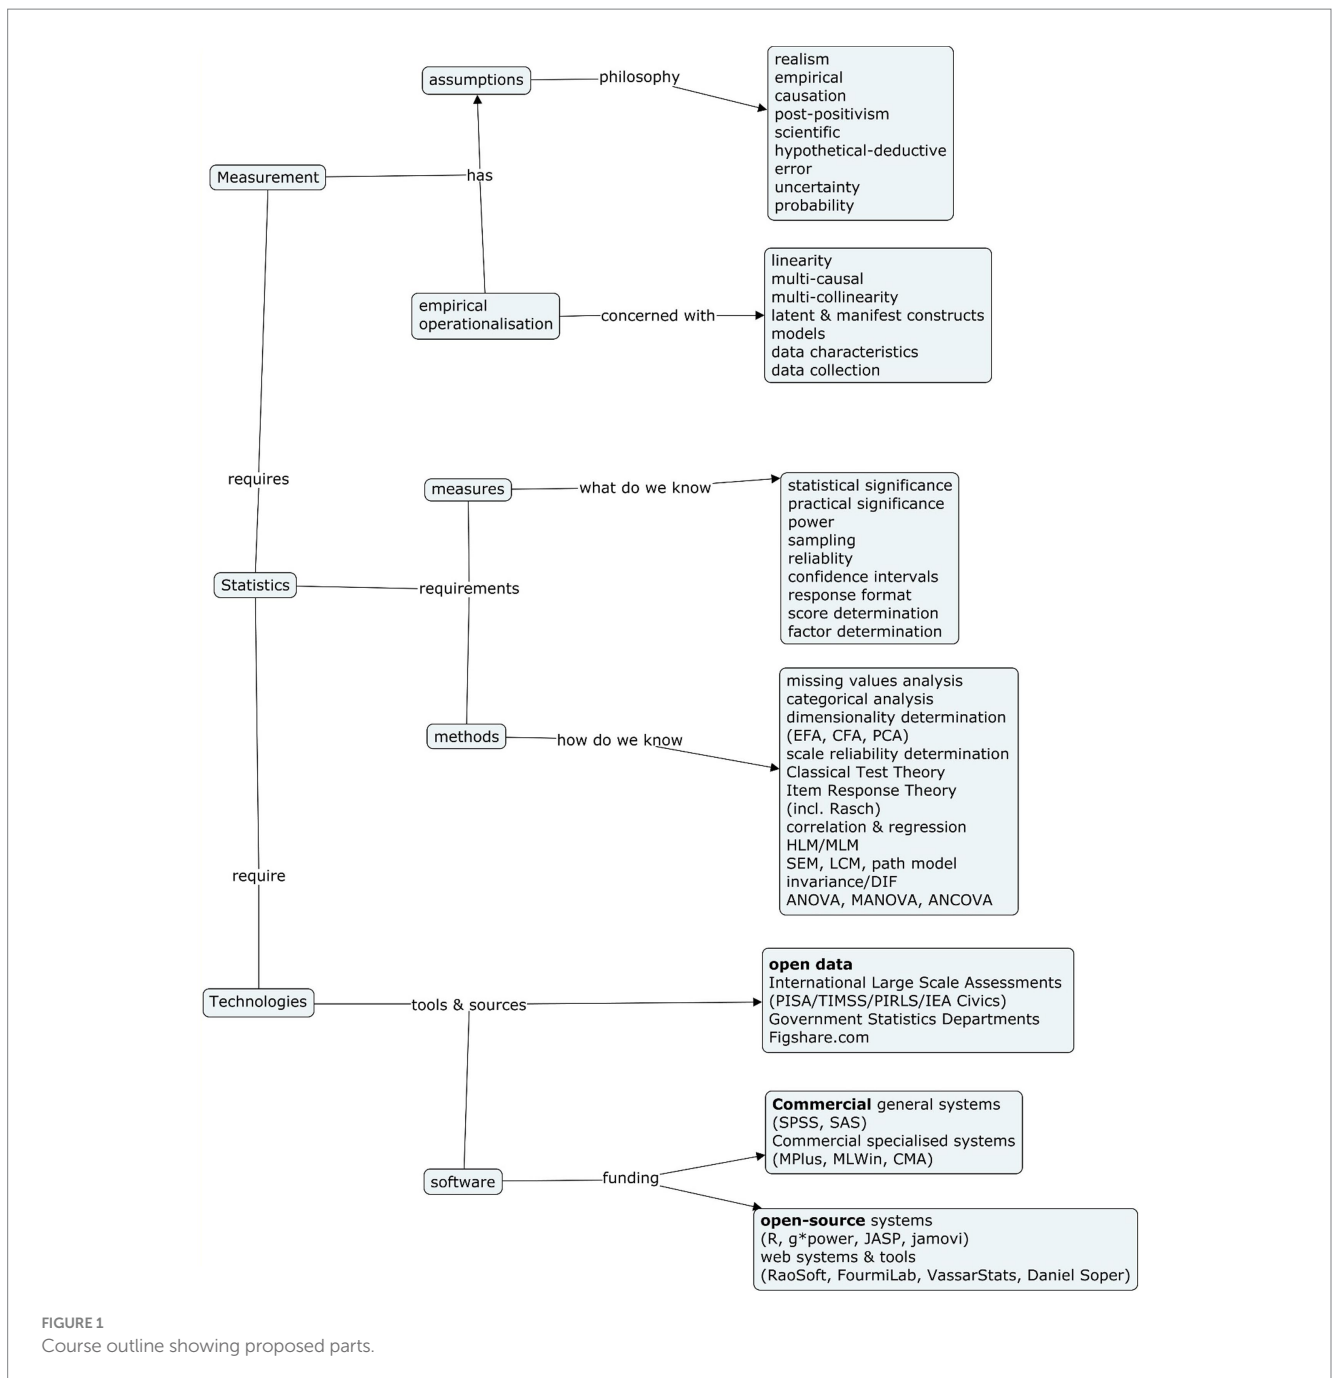 assumptions
philosophy
realism
empirical
causation
post-positivism
scientific
hypothetical-deductive
error
uncertainty
probability
Measurement
has
empirical
operationalisation
concerned with
linearity
multi-causal
multi-collinearity
latent & manifest constructs
models
data characteristics
data collection
requires
measures
what do we know
statistical significance
practical significance
power
sampling
reliablity
confidence intervals
response format
score determination
factor determination
Statistics
requirements
methods
how do we know
missing values analysis
categorical analysis
dimensionality determination
(EFA, CFA, PCA)
scale reliability determination
Classical Test Theory
Item Response Theory
(incl. Rasch)
correlation & regression
HLM/MLM
SEM, LCM, path model
invariance/DIF
ANOVA, MANOVA, ANCOVA
require
Technologies
tools & sources
open data
International Large Scale Assessments
(PISA/TIMSS/PIRLS/IEA Civics)
Government Statistics Departments
Figshare.com
software
funding
Commercial general systems
(SPSS, SAS)
Commercial specialised systems
(MPlus, MLWin, CMA)
open-source systems
(R, g*power, JASP, jamovi)
web systems & tools
(RaoSoft, FourmiLab, VassarStats, Daniel Soper)
FIGURE 1
Course outline showing proposed parts.